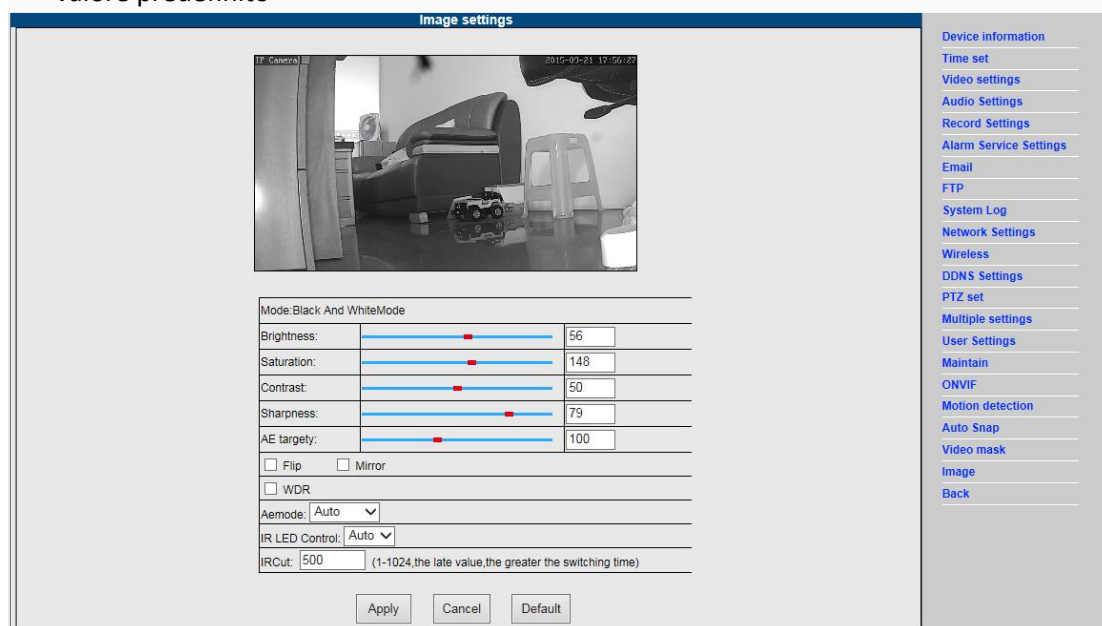 Image settings
IP Camera
2015-09-21 17:56:27
Mode:Black And WhiteMode
Brightness: 56
Saturation: 148
Contrast: 50
Sharpness: 79
AE targety: 100
Flip Mirror
WDR
Aemode: Auto
IR LED Control: Auto
IRCut: 500 (1-1024,the late value,the greater the switching time)
Apply Cancel Default
Device information
Time set
Video settings
Audio Settings
Record Settings
Alarm Service Settings
Email
FTP
System Log
Network Settings
Wireless
DDNS Settings
PTZ set
Multiple settings
User Settings
Maintain
ONVIF
Motion detection
Auto Snap
Video mask
Image
Back